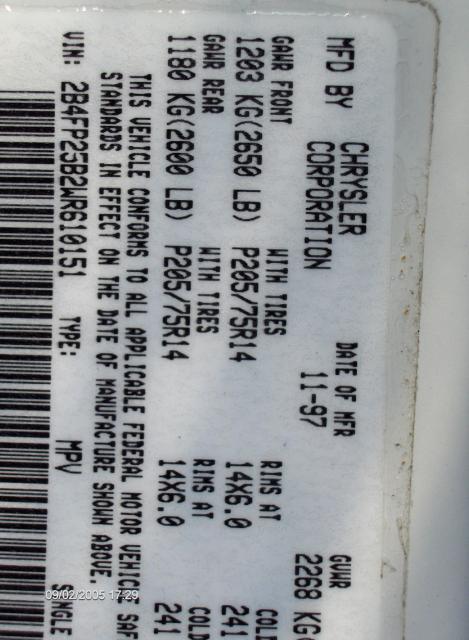 MFD BY CHRYSLER CORPORATION DATE OF MFR 11-97 GVWR 2268 KG
GAWR FRONT WITH TIRES RIMS AT COLD
1203 KG(2650 LB) P205/75R14 14X6.0 241
GAWR REAR WITH TIRES RIMS AT COLD
1180 KG(2600 LB) P205/75R14 14X6.0 241
THIS VEHICLE CONFORMS TO ALL APPLICABLE FEDERAL MOTOR VEHICLE SAF
STANDARDS IN EFFECT ON THE DATE OF MANUFACTURE SHOWN ABOVE.
VIN: 2B4FP25B2WR610151 TYPE: MPV SINGLE
09/02/2005 17:29